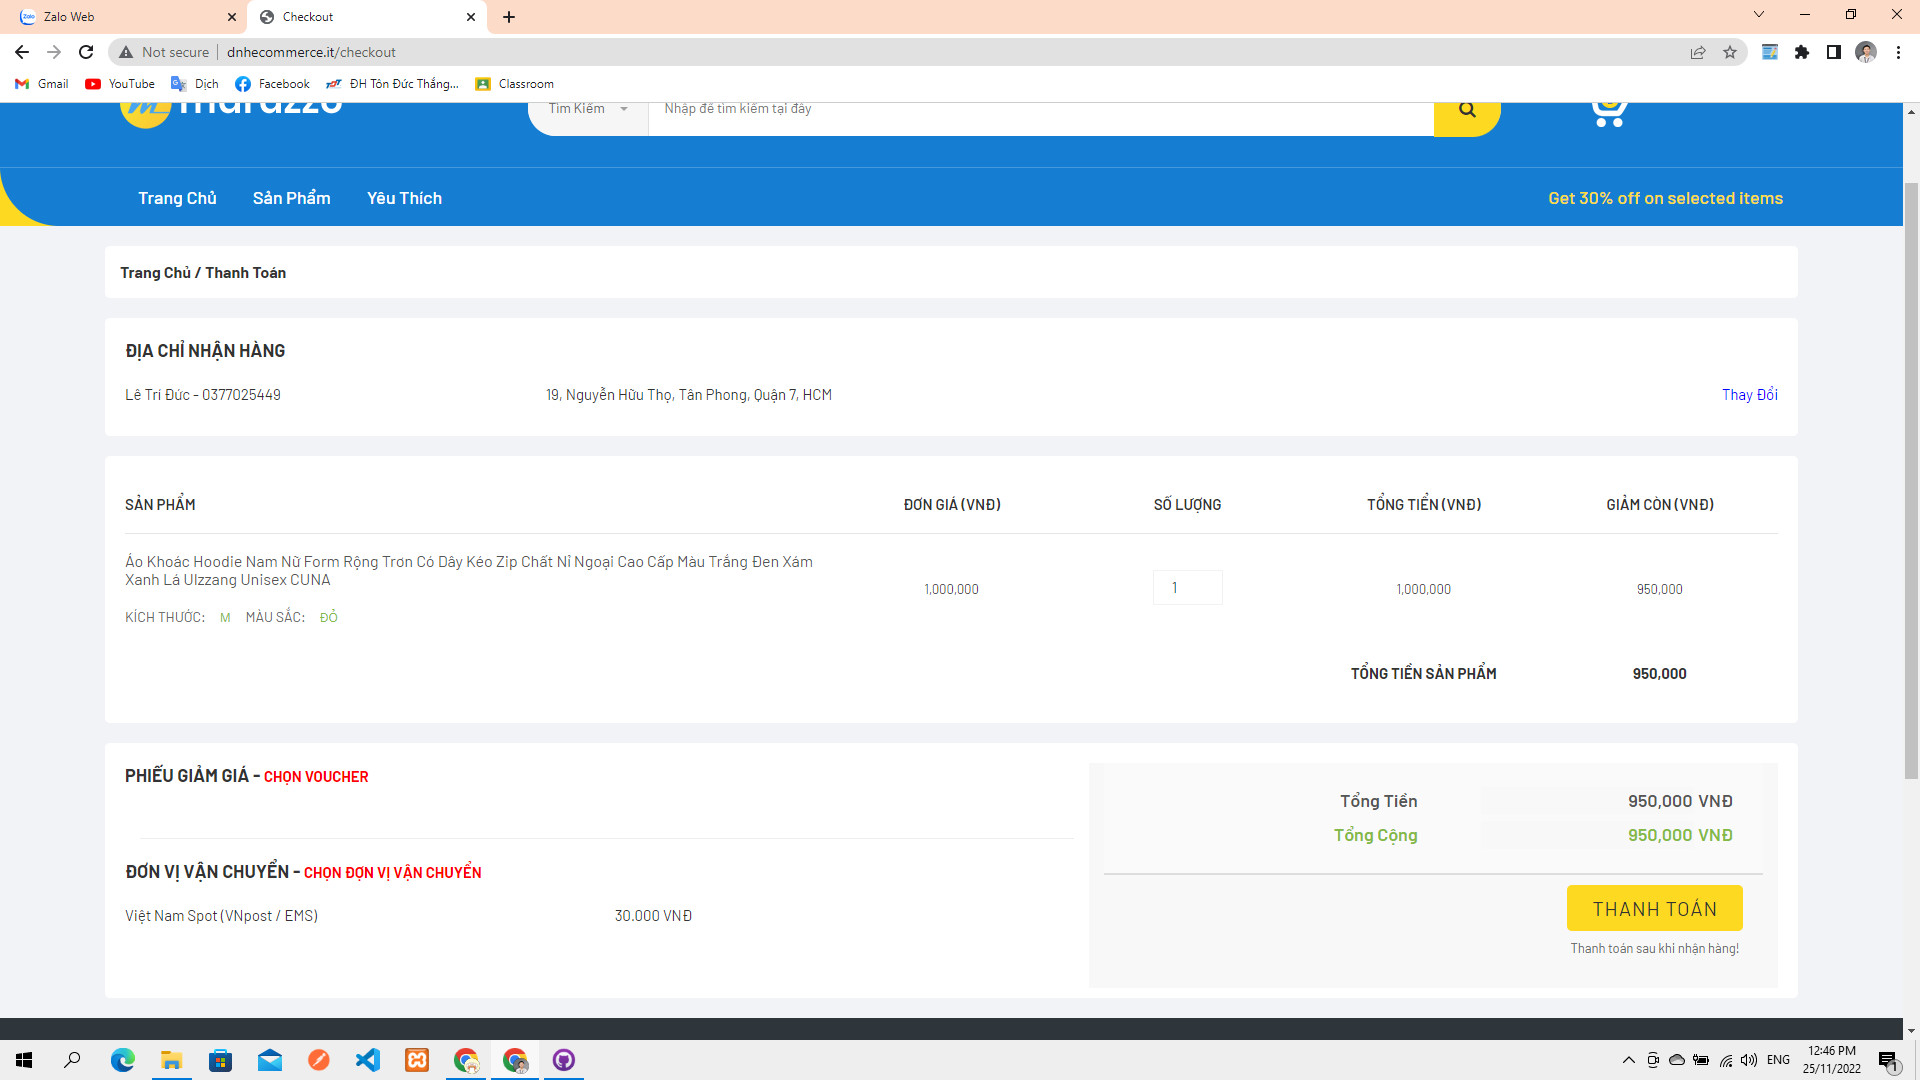 Zalo Web
Checkout
Not secure
dnhecommerce.it/checkout
Gmail
YouTube
Dịch
Facebook
ĐH Tôn Đức Thắng...
Classroom
marazzo
Tìm Kiếm
Nhập để tìm kiếm tại đây
Trang Chủ
Sản Phẩm
Yêu Thích
Get 30% off on selected items
Trang Chủ / Thanh Toán
ĐỊA CHỈ NHẬN HÀNG
Lê Trí Đức - 0377025449
19, Nguyễn Hữu Thọ, Tân Phong, Quận 7, HCM
Thay Đổi
SẢN PHẨM
ĐƠN GIÁ (VNĐ)
SỐ LƯỢNG
TỔNG TIỀN (VNĐ)
GIẢM CÒN (VNĐ)
Áo Khoác Hoodie Nam Nữ Form Rộng Trơn Có Dây Kéo Zip Chất Nỉ Ngoại Cao Cấp Màu Trắng Đen Xám
Xanh Lá Ulzzang Unisex CUNA
1,000,000
1
1,000,000
950,000
KÍCH THƯỚC: M MÀU SẮC: ĐỎ
TỔNG TIỀN SẢN PHẨM
950,000
PHIẾU GIẢM GIÁ - CHỌN VOUCHER
Tổng Tiền
950,000 VNĐ
Tổng Cộng
950,000 VNĐ
ĐƠN VỊ VẬN CHUYỂN - CHỌN ĐỢN VỊ VẬN CHUYỂN
Việt Nam Spot (VNpost / EMS)
30.000 VNĐ
THANH TOÁN
Thanh toán sau khi nhận hàng!
ENG
12:46 PM
25/11/2022
1